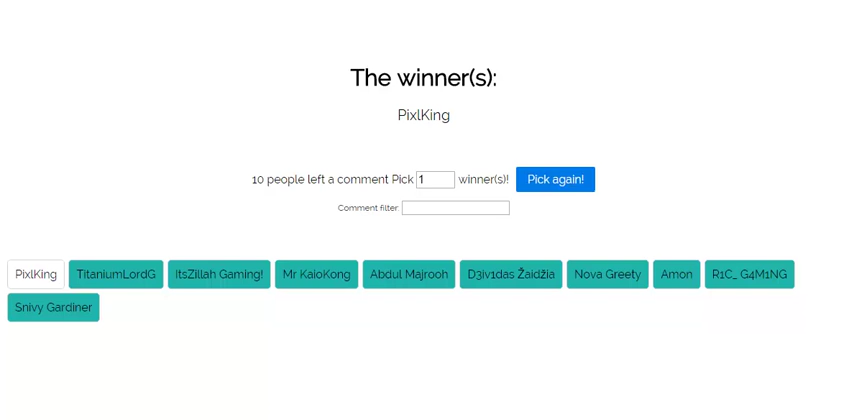 The winner(s):
PixlKing
10 people left a comment Pick 1 winner(s)! Pick again!
Comment filter:
PixlKing TitaniumLordG ItsZillah Gaming! Mr KaioKong Abdul Majrooh D3iv1das Žaidžia Nova Greety Amon R1C_ G4M1NG
Snivy Gardiner